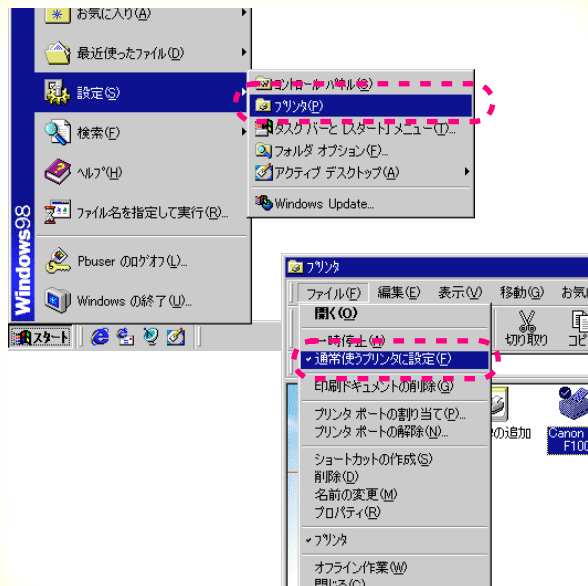 お気に入り(A)
最近使ったファイル(D)
設定(S)
検索(F)
ヘルプ(H)
ファイル名を指定して実行(R)...
Pbuser のログオフ(L)...
Windows の終了(U)...
Windows98
スタート
コントロール パネル(C)
プリンタ(P)
タスク バーと [スタート] メニュー(T)...
フォルダ オプション(F)...
アクティブ デスクトップ(A)
Windows Update...
プリンタ
ファイル(F) 編集(E) 表示(V) 移動(G) お気
開く(O)
一時停止(A)
通常使うプリンタに設定(F)
印刷ドキュメントの削除(G)
プリンタ ポートの割り当て(P)...
プリンタ ポートの解除(N)...
ショートカットの作成(S)
削除(D)
名前の変更(M)
プロパティ(R)
プリンタ
オフライン作業(W)
閉じる(C)
切り取り コピ
の追加
Canon
F100